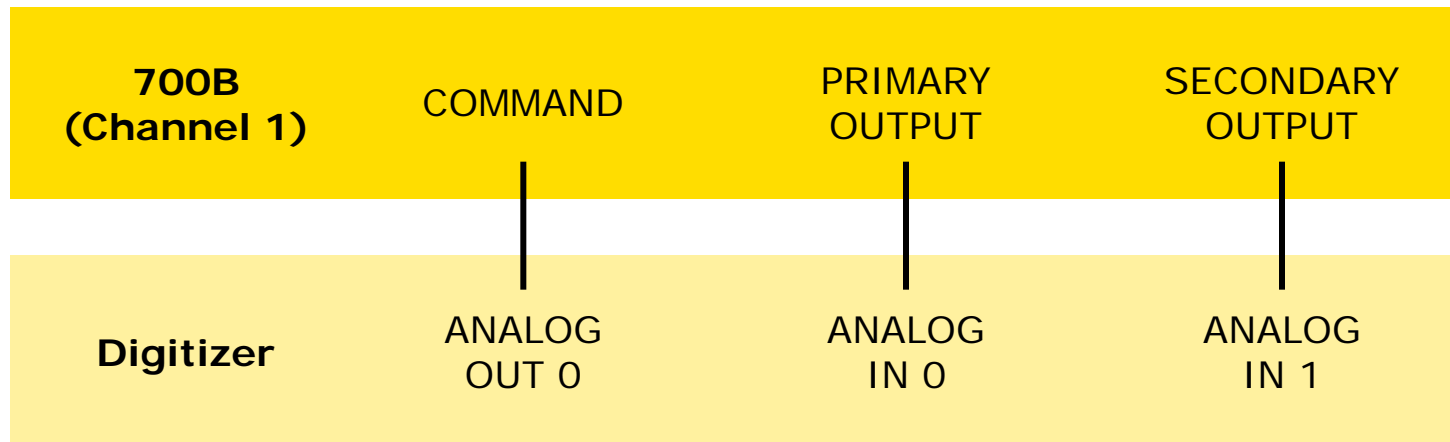 700B
(Channel 1)
COMMAND
PRIMARY
OUTPUT
SECONDARY
OUTPUT
Digitizer
ANALOG
OUT 0
ANALOG
IN 0
ANALOG
IN 1